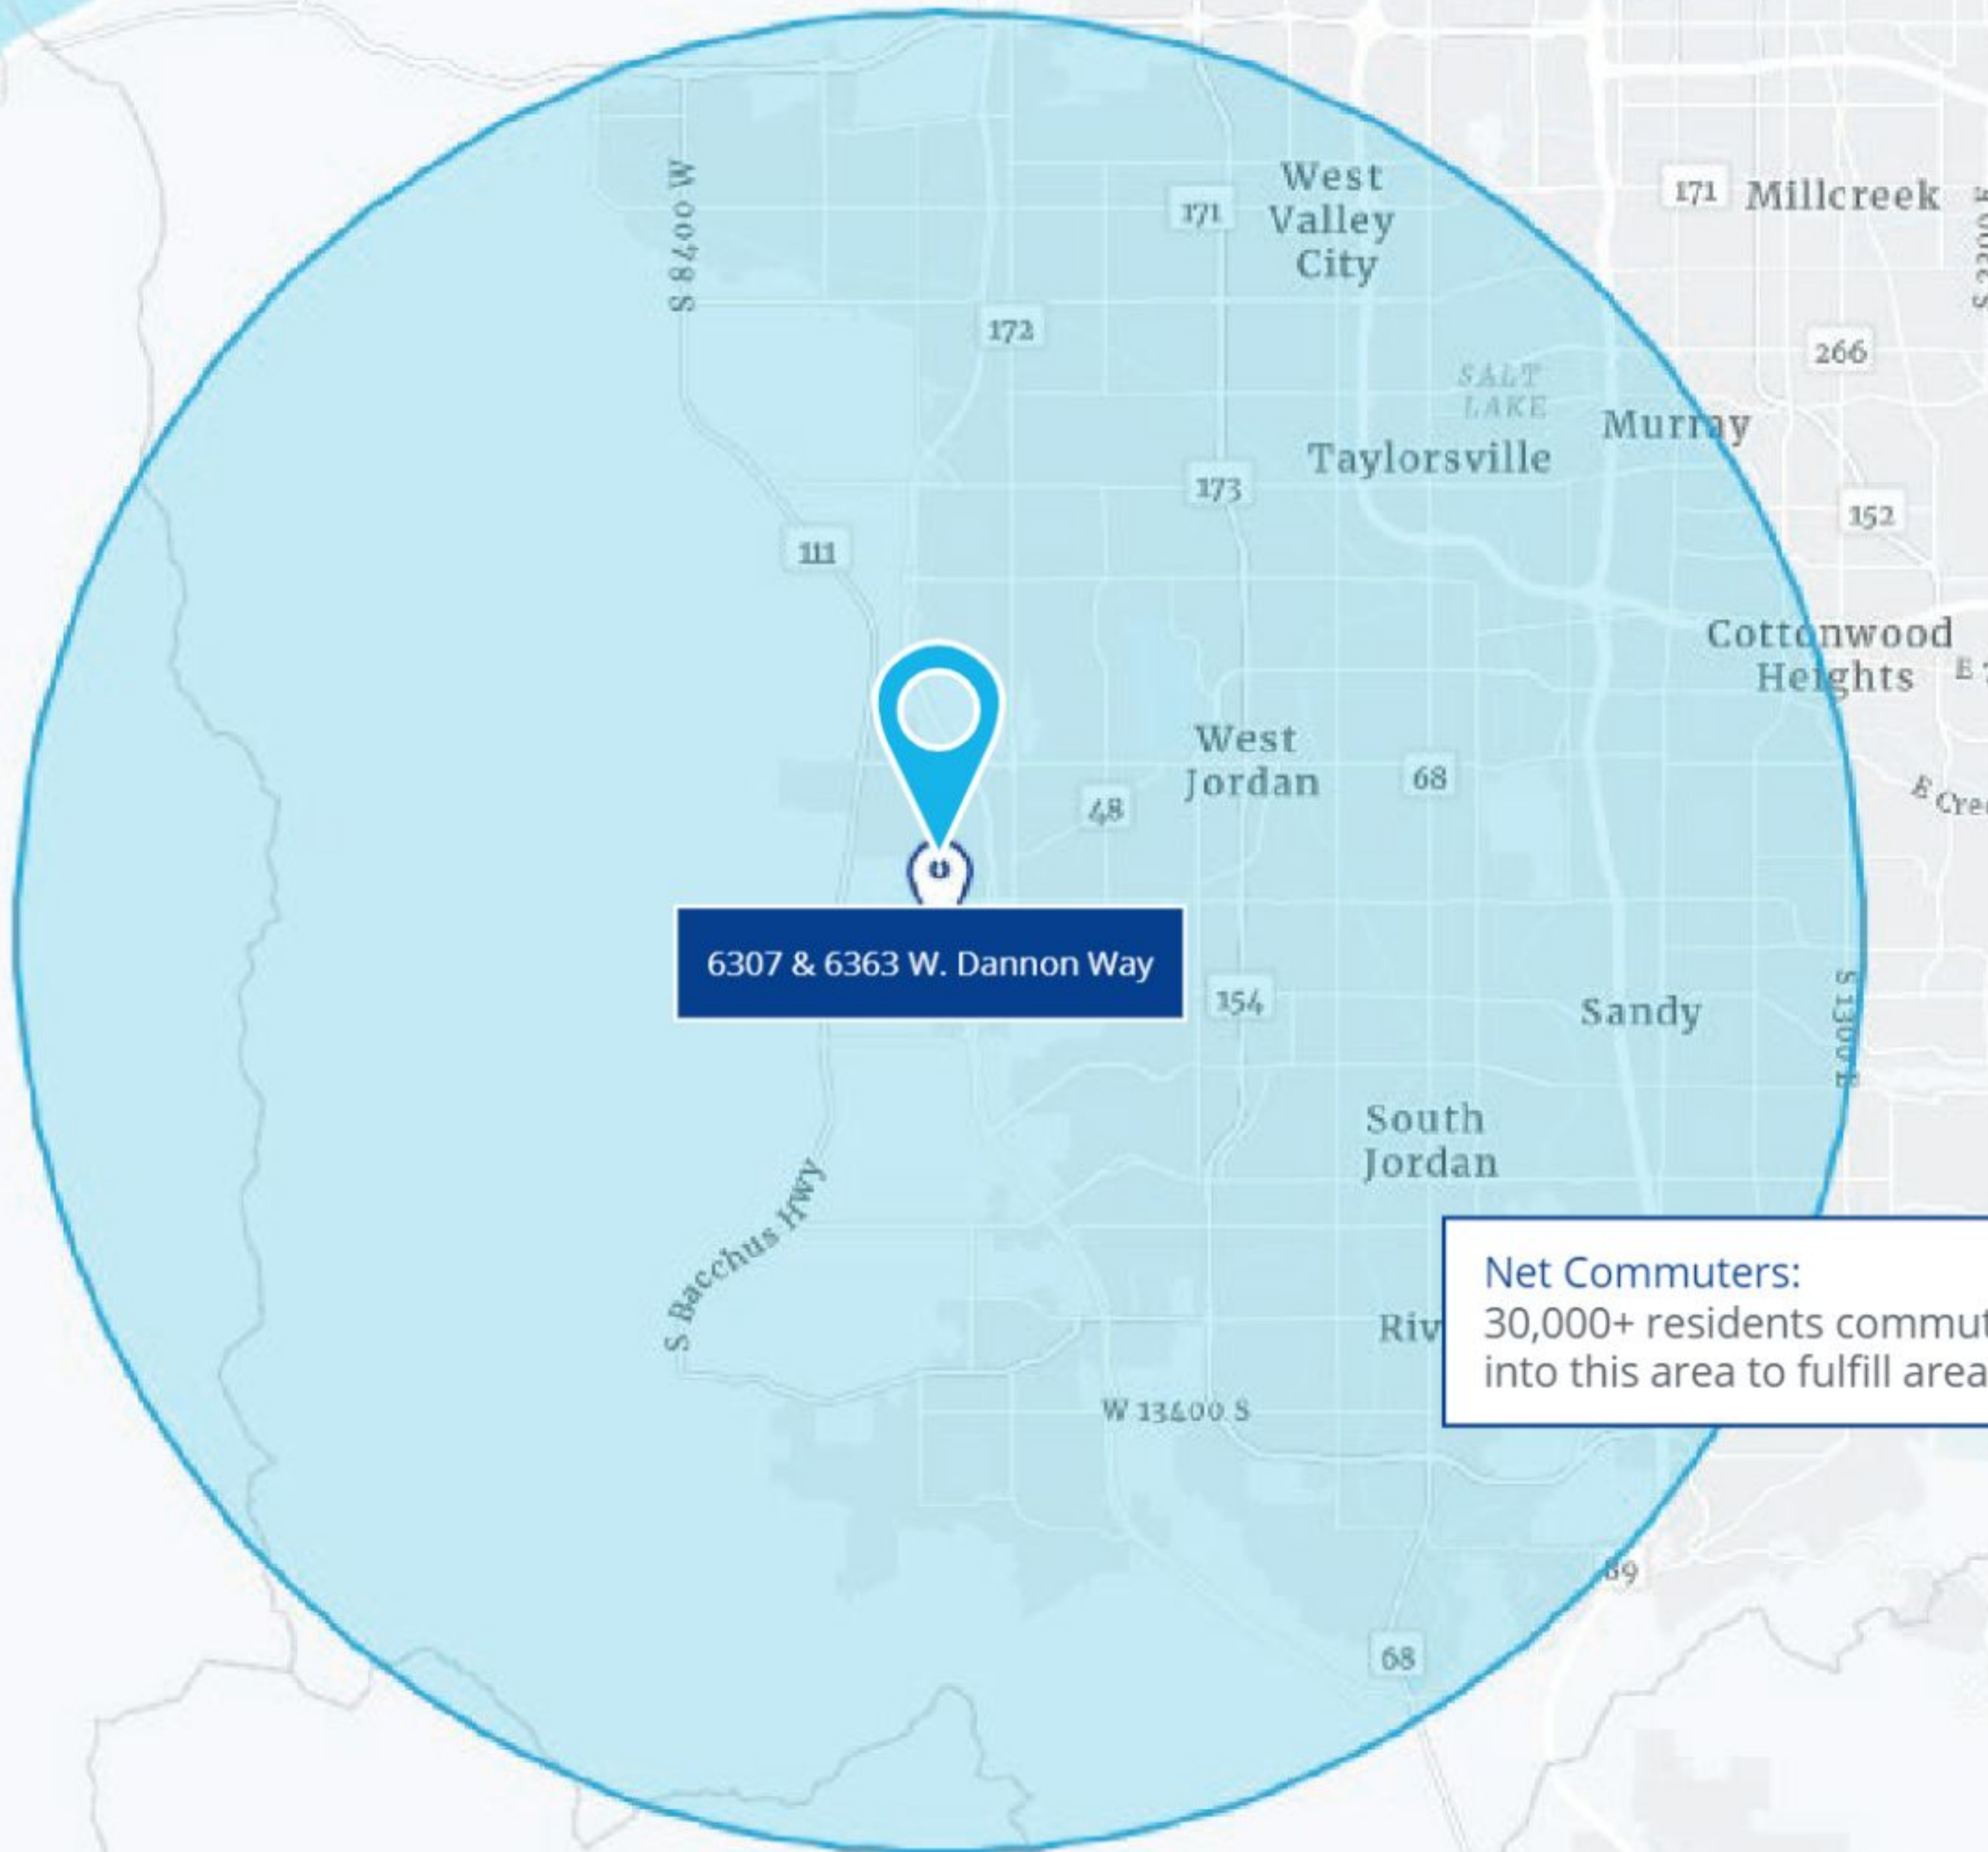 S 8400 W
West
Valley
City
171
171
Millcreek
172
266
SALT
LAKE
Murray
Taylorsville
173
152
111
Cottonwood
Heights
E
West
Jordan
68
48
E Cre
6307 & 6363 W. Dannon Way
154
Sandy
S 1300 E
South
Jordan
S Bacchus Hwy
Net Commuters:
30,000+ residents commut
into this area to fulfill area
Riv
W 13400 S
89
68